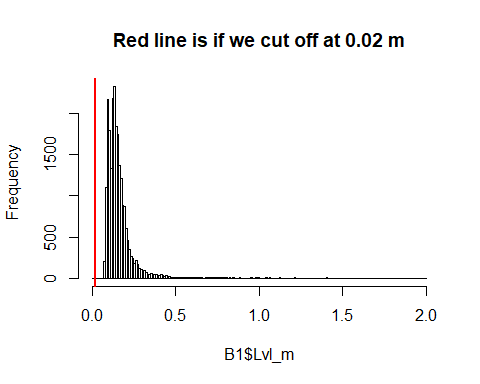 Red line is if we cut off at 0.02 m
Frequency
1500
500
0
0.0 0.5 1.0 1.5 2.0
B1$Lvl_m